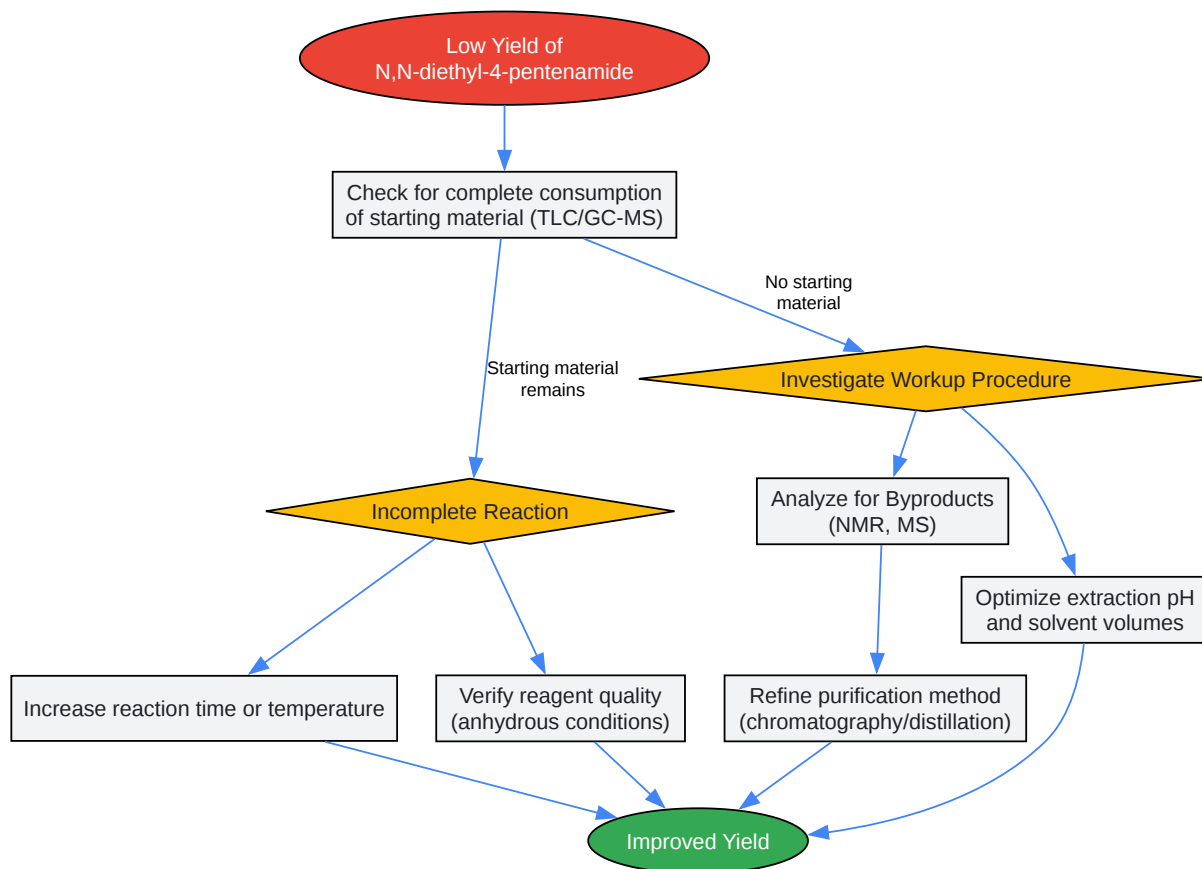 Low Yield of
N,N-diethyl-4-pentenamide
Check for complete consumption
of starting material (TLC/GC-MS)
No starting
material
Starting material
remains
Investigate Workup Procedure
Incomplete Reaction
Analyze for Byproducts
(NMR, MS)
Optimize extraction pH
and solvent volumes
Increase reaction time or temperature
Verify reagent quality
(anhydrous conditions)
Refine purification method
(chromatography/distillation)
Improved Yield